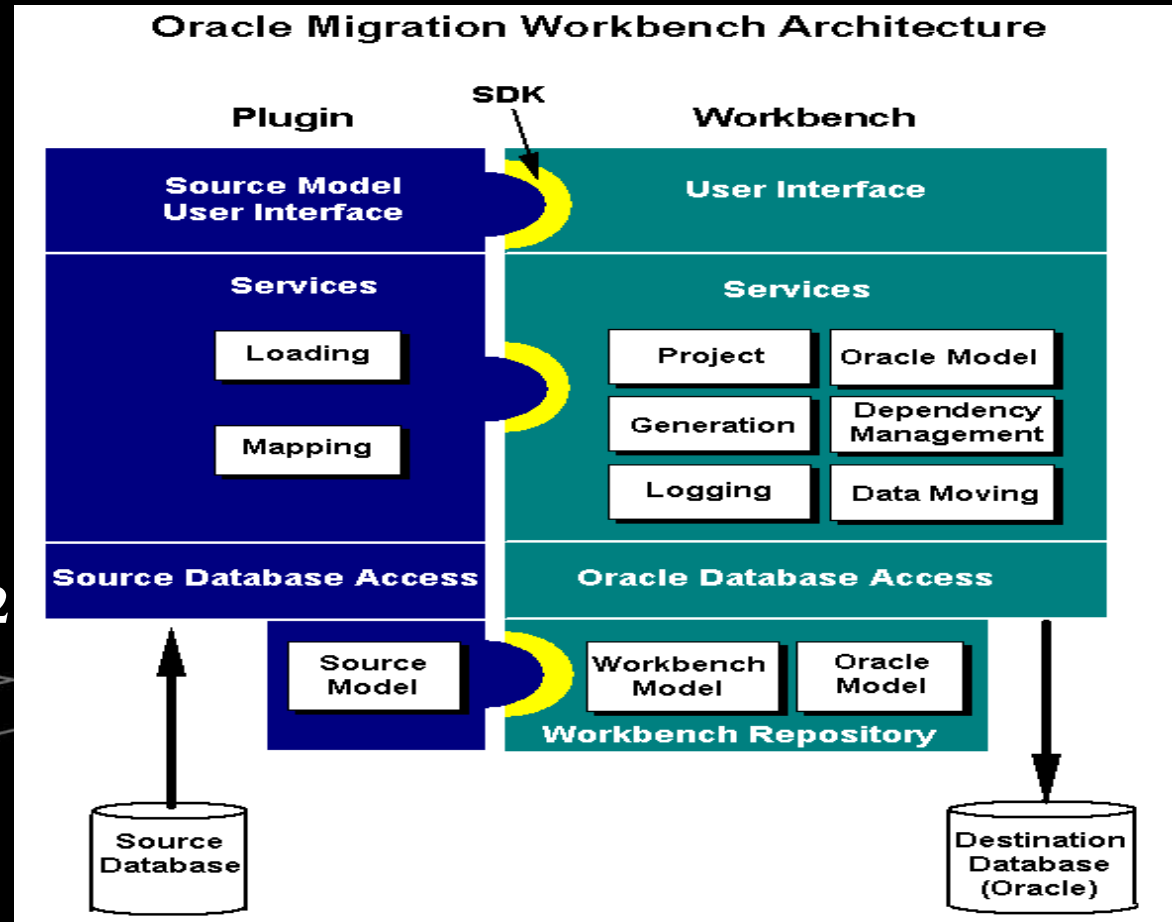 Oracle Migration Workbench Architecture
SDK
Plugin
Workbench
Source Model
User Interface
User Interface
Services
Services
Loading
Mapping
Project
Oracle Model
Generation
Dependency
Management
Logging
Data Moving
Source Database Access
Oracle Database Access
2
Source
Model
Workbench
Model
Oracle
Model
Workbench Repository
Source
Database
Destination
Database
(Oracle)